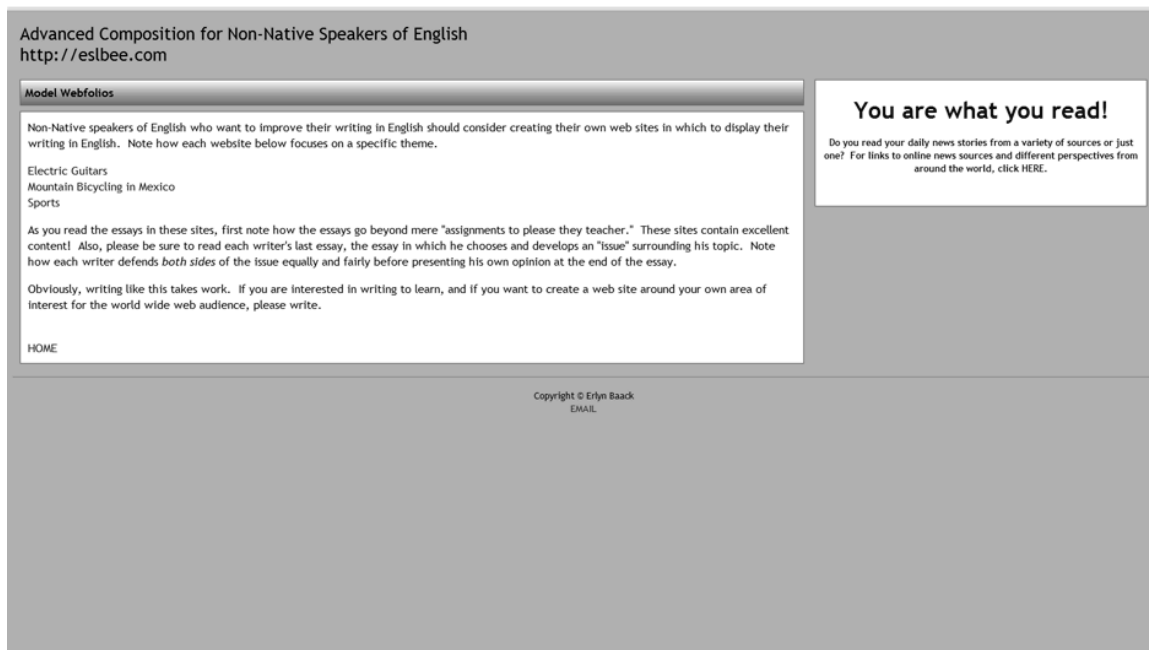 Advanced Composition for Non-Native Speakers of English
http://eslbee.com
Model Webfolios
Non-Native speakers of English who want to improve their writing in English should consider creating their own web sites in which to display their
writing in English.  Note how each website below focuses on a specific theme.
Electric Guitars
Mountain Bicycling in Mexico
Sports
As you read the essays in these sites, first note how the essays go beyond mere "assignments to please they teacher."  These sites contain excellent
content!  Also, please be sure to read each writer's last essay, the essay in which he chooses and develops an "issue" surrounding his topic.  Note
how each writer defends both sides of the issue equally and fairly before presenting his own opinion at the end of the essay.
Obviously, writing like this takes work.  If you are interested in writing to learn, and if you want to create a web site around your own area of
interest for the world wide web audience, please write.
HOME
You are what you read!
Do you read your daily news stories from a variety of sources or just
one?  For links to online news sources and different perspectives from
around the world, click HERE.
Copyright © Erlyn Baack
EMAIL